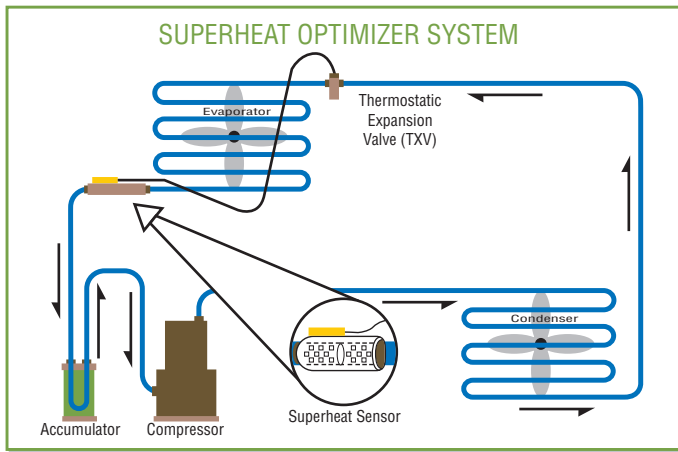 SUPERHEAT OPTIMIZER SYSTEM
Evaporator
Thermostatic
Expansion
Valve (TXV)
Condenser
Superheat Sensor
Accumulator
Compressor